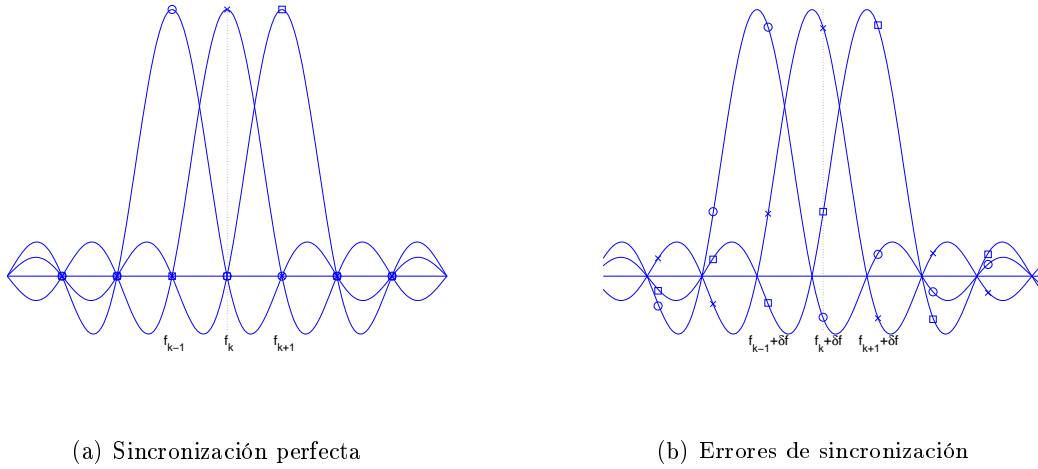 f_{k-1} f_k f_{k+1}
f_{k-1}+δf f_k+δf f_{k+1}+δf
(a) Sincronización perfecta
(b) Errores de sincronización